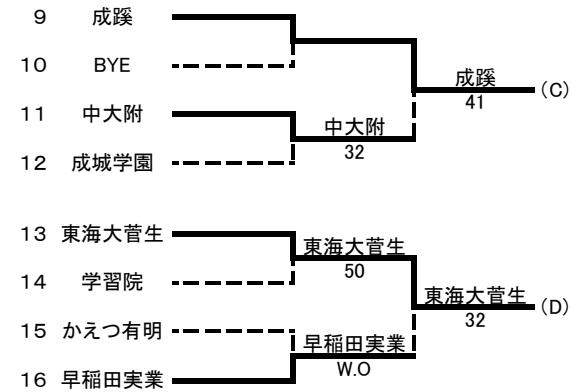 9 成蹊
10 BYE
成蹊
41
(C)
11 中大附
中大附
32
12 成城学園
13 東海大菅生
東海大菅生
50
14 学習院
東海大菅生
32
(D)
15 かえつ有明
早稲田実業
W.O
16 早稲田実業